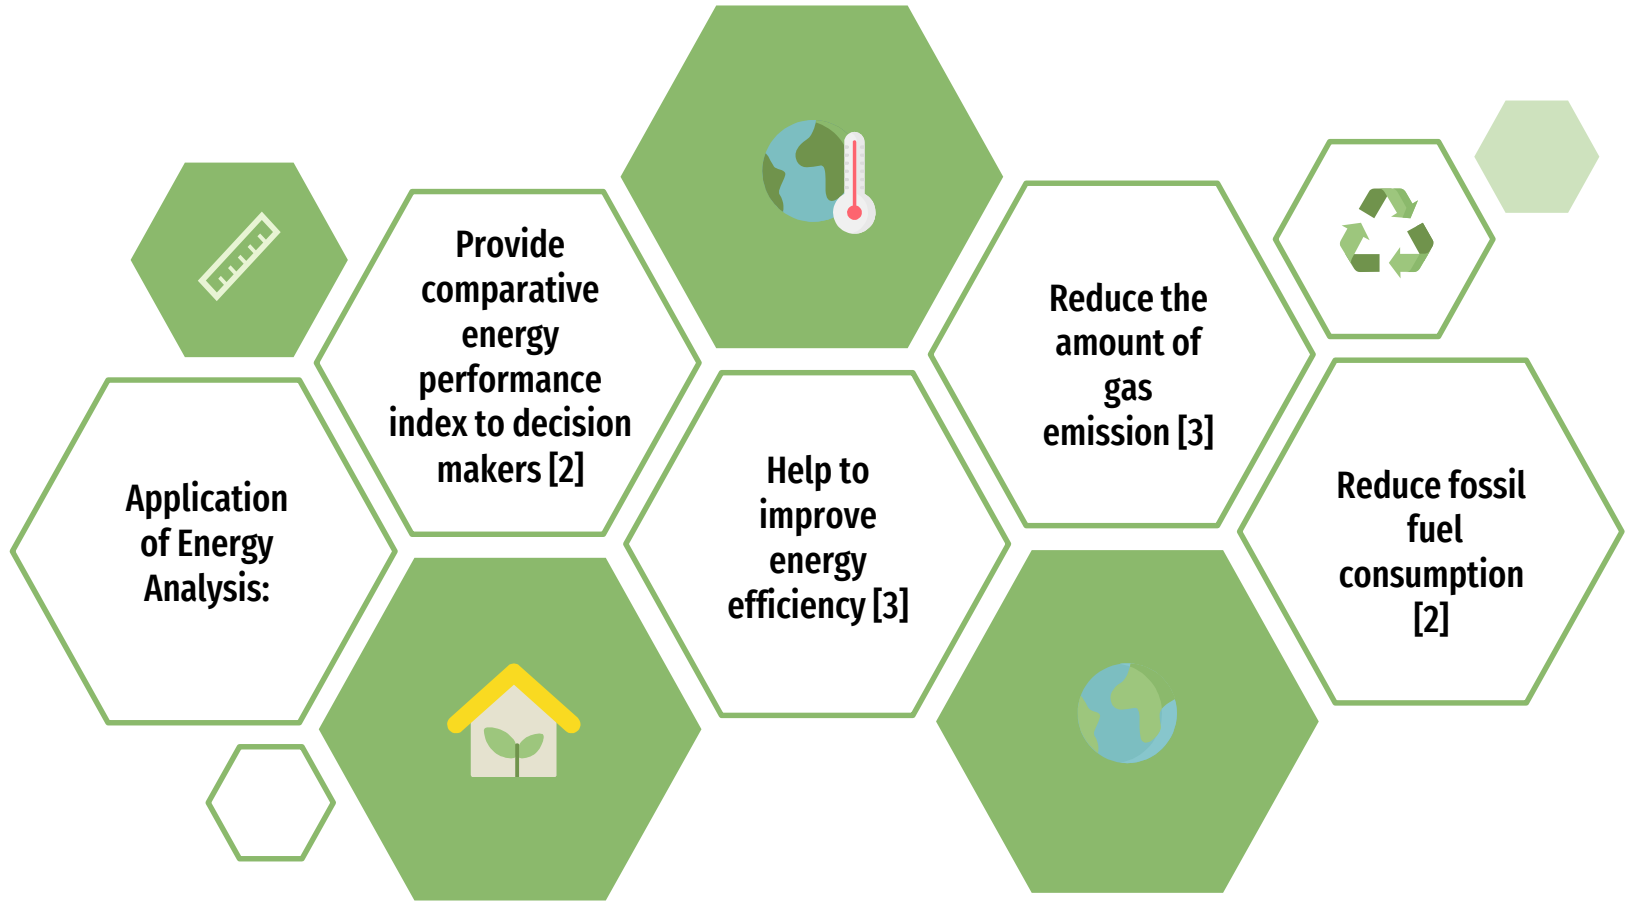 Application
of Energy
Analysis:
Provide
comparative
energy
performance
index to decision
makers [2]
Help to
improve
energy
efficiency [3]
Reduce the
amount of
gas
emission [3]
Reduce fossil
fuel
consumption
[2]